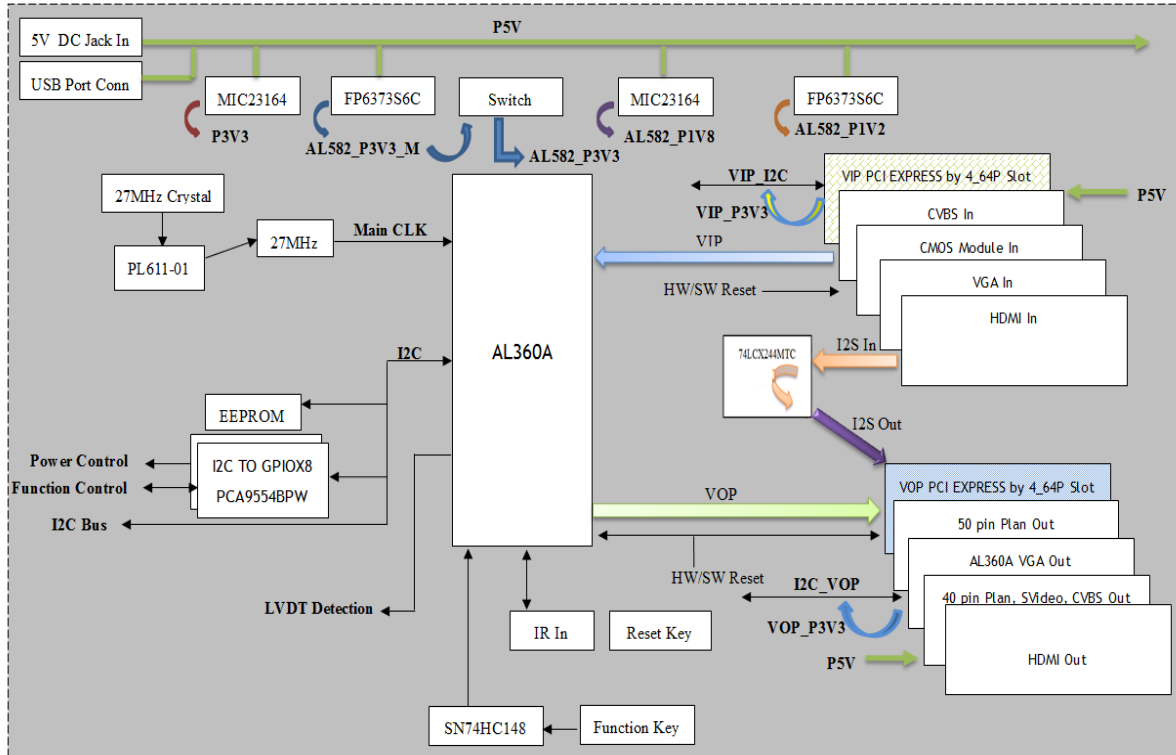 P5V
5V DC Jack In
USB Port Conn
MIC23164
FP6373S6C
Switch
MIC23164
FP6373S6C
P3V3
AL582_P3V3_M
AL582_P3V3
AL582_P1V8
AL582_P1V2
VIP_I2C
VIP PCI EXPRESS by 4_64P Slot
P5V
VIP_P3V3
CVBS In
27MHz Crystal
Main CLK
27MHz
VIP
CMOS Module In
PL611-01
HW/SW Reset
VGA In
HDMI In
AL360A
I2C
74LCX244MTC
I2S In
EEPROM
I2S Out
Power Control
I2C TO GPIOX8
Function Control
PCA9554BPW
I2C Bus
VOP
VOP PCI EXPRESS by 4_64P Slot
50 pin Plan Out
AL360A VGA Out
HW/SW Reset
I2C_VOP
40 pin Plan, SVideo, CVBS Out
LVDT Detection
IR In
Reset Key
VOP_P3V3
P5V
HDMI Out
SN74HC148
Function Key